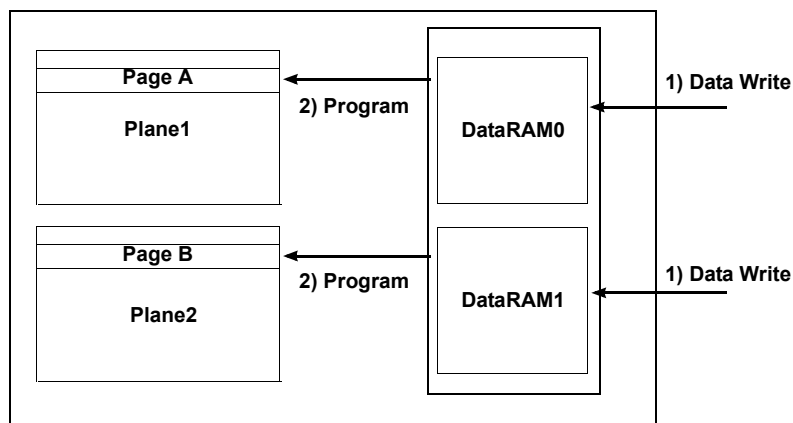 Page A
1) Data Write
2) Program
Plane1
DataRAM0
Page B
1) Data Write
2) Program
DataRAM1
Plane2